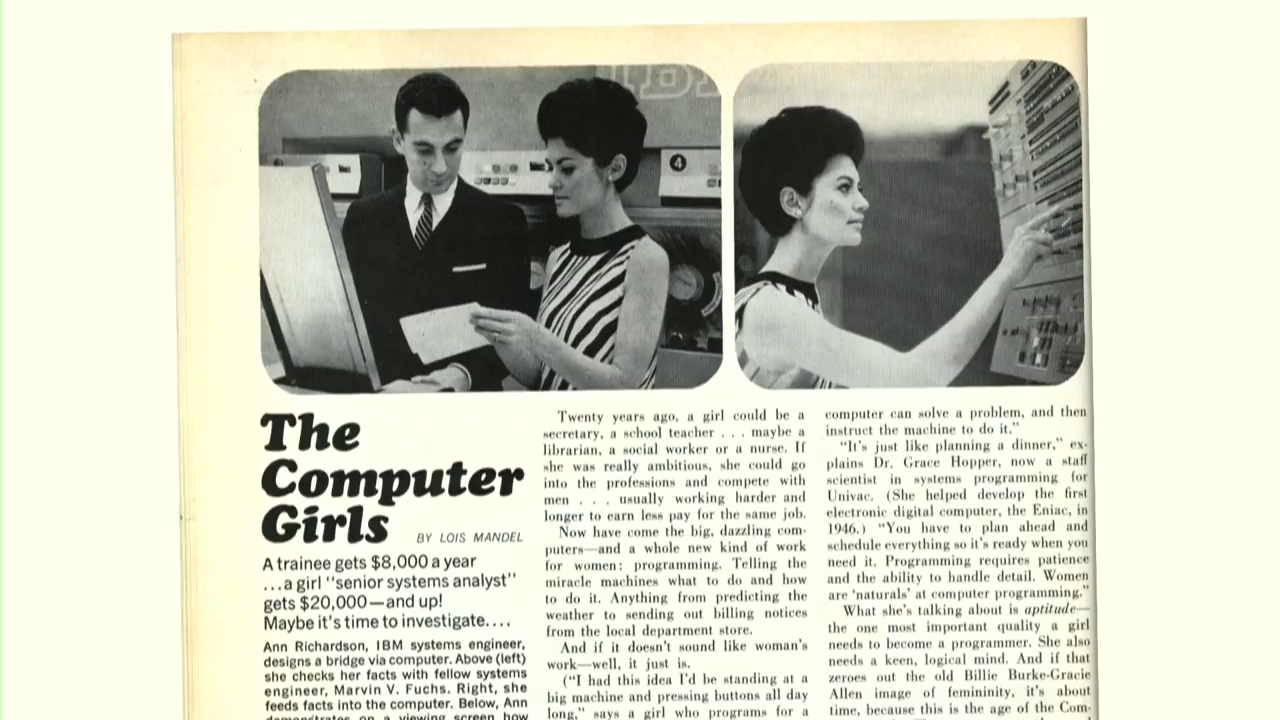 IBM
4
The
Computer
Girls
BY LOIS MANDEL
A trainee gets $8,000 a year
...a girl "senior systems analyst"
gets $20,000—and up!
Maybe it's time to investigate....
Ann Richardson, IBM systems engineer,
designs a bridge via computer. Above (left)
she checks her facts with fellow systems
engineer, Marvin V. Fuchs. Right, she
feeds facts into the computer. Below, Ann
demonstrates on a viewing screen how
Twenty years ago, a girl could be a
secretary, a school teacher . . . maybe a
librarian, a social worker or a nurse. If
she was really ambitious, she could go
into the professions and compete with
men . . . usually working harder and
longer to earn less pay for the same job.
Now have come the big, dazzling com-
puters—and a whole new kind of work
for women: programming. Telling the
miracle machines what to do and how
to do it. Anything from predicting the
weather to sending out billing notices
from the local department store.
And if it doesn't sound like woman's
work—well, it just is.
("I had this idea I'd be standing at a
big machine and pressing buttons all day
long," says a girl who programs for a
computer can solve a problem, and then
instruct the machine to do it."
"It's just like planning a dinner," ex-
plains Dr. Grace Hopper, now a staff
scientist in systems programming for
Univac. (She helped develop the first
electronic digital computer, the Eniac, in
1946.) "You have to plan ahead and
schedule everything so it's ready when you
need it. Programming requires patience
and the ability to handle detail. Women
are 'naturals' at computer programming."
What she's talking about is aptitude—
the one most important quality a girl
needs to become a programmer. She also
needs a keen, logical mind. And if that
zeroes out the old Billie Burke-Gracie
Allen image of femininity, it's about
time, because this is the age of the Com-